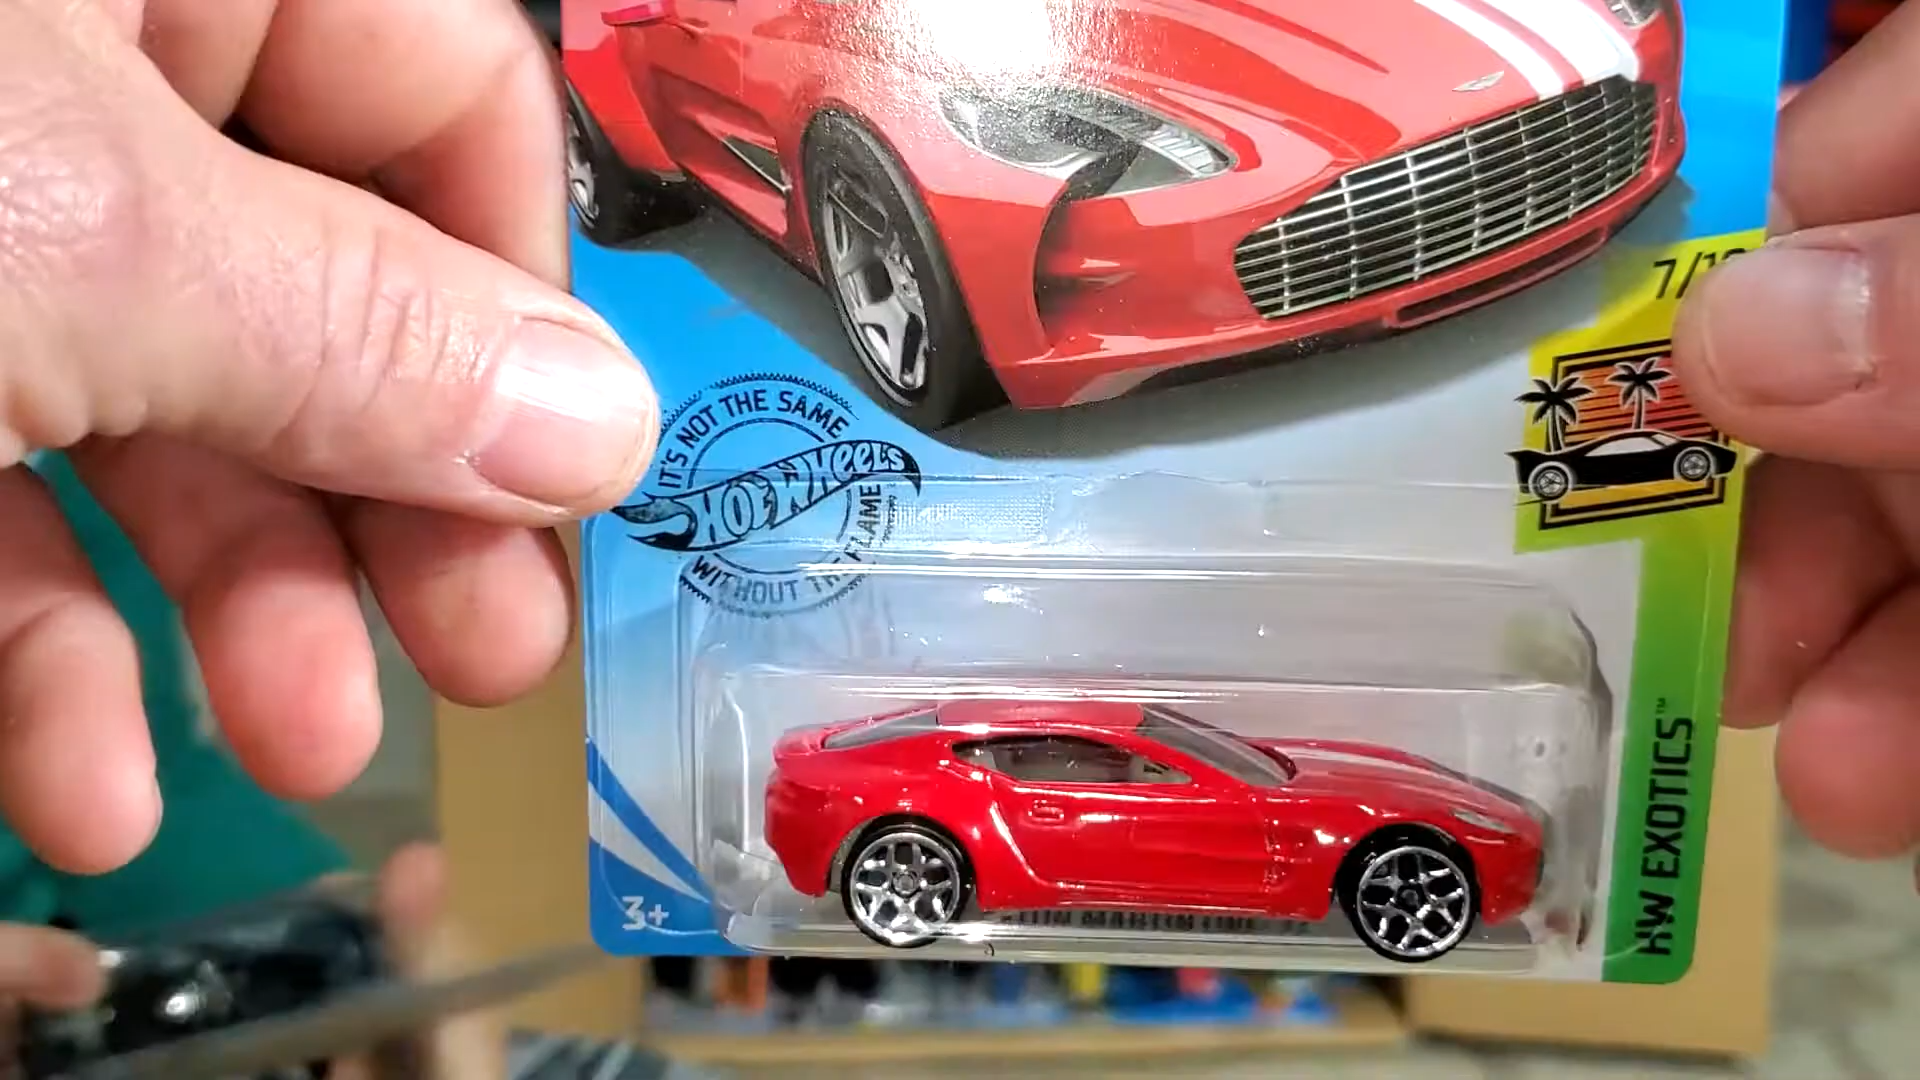 7/1
IT'S NOT THE SAME
HOT WHEELS
WITHOUT THE FLAME
HW EXOTICS™
3+